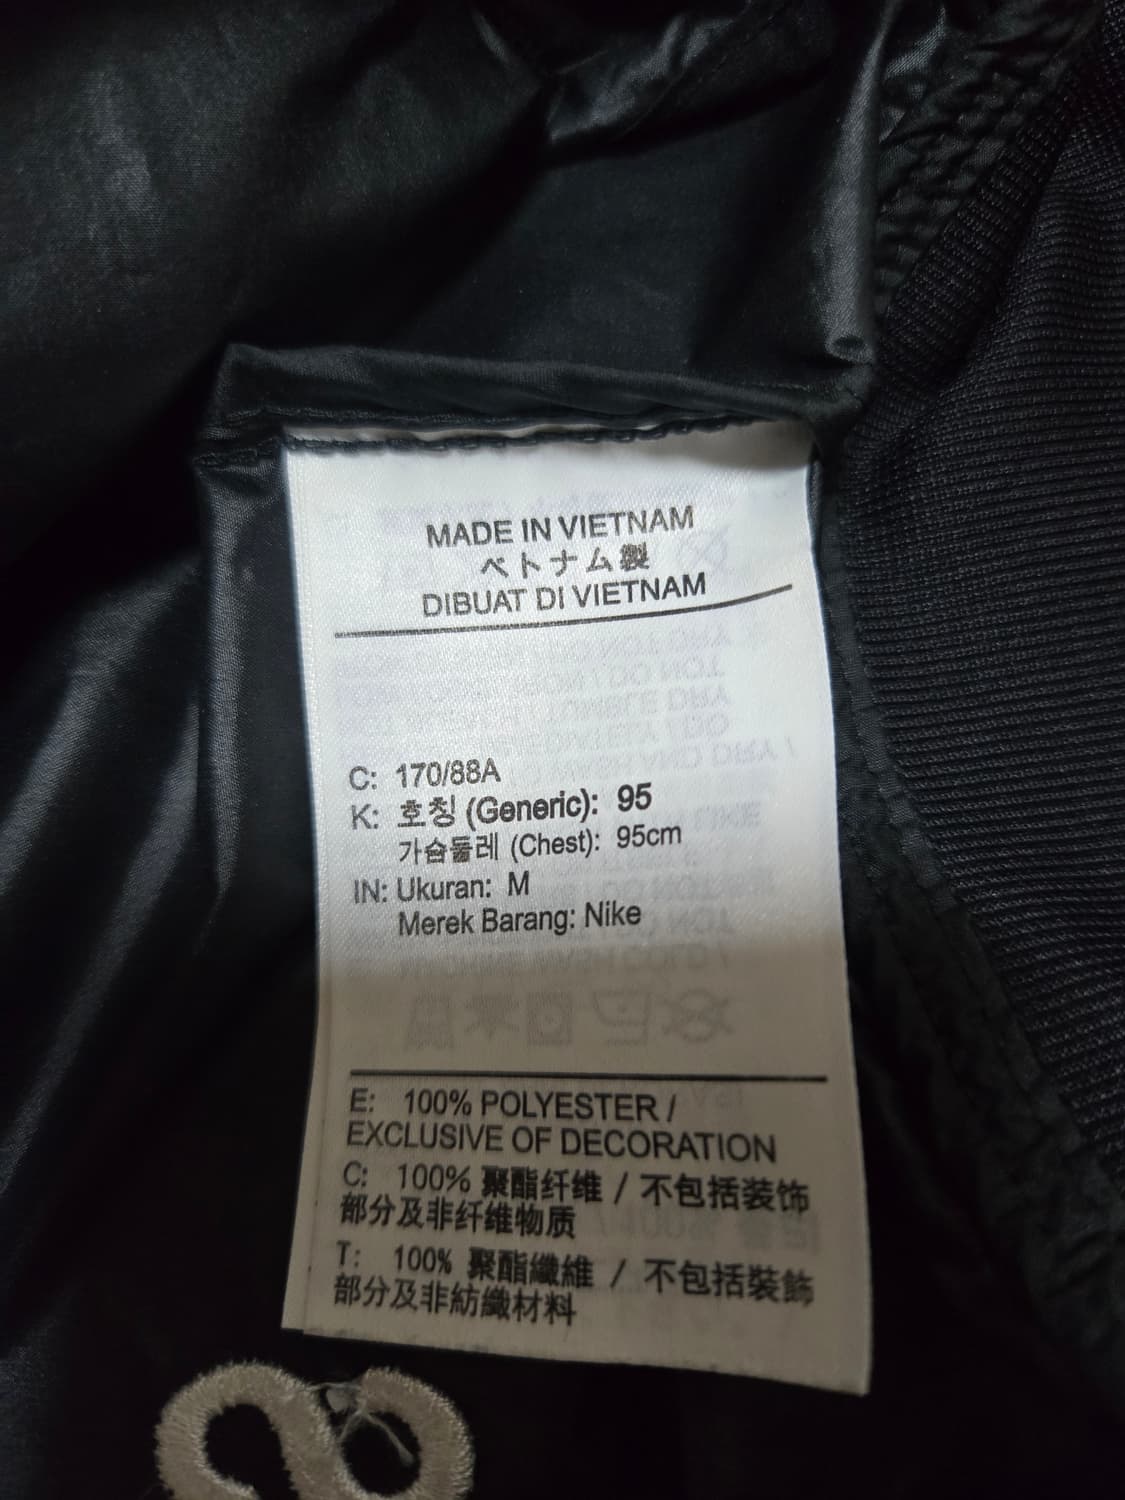 MADE IN VIETNAM
ベトナム製
DIBUAT DI VIETNAM
C: 170/88A
K: 호칭 (Generic): 95
가슴둘레 (Chest): 95cm
IN: Ukuran: M
Merek Barang: Nike
E: 100% POLYESTER /
EXCLUSIVE OF DECORATION
C: 100% 聚酯纤维 / 不包括装饰
部分及非纤维物质
T: 100% 聚酯纖維 / 不包括裝飾
部分及非紡織材料